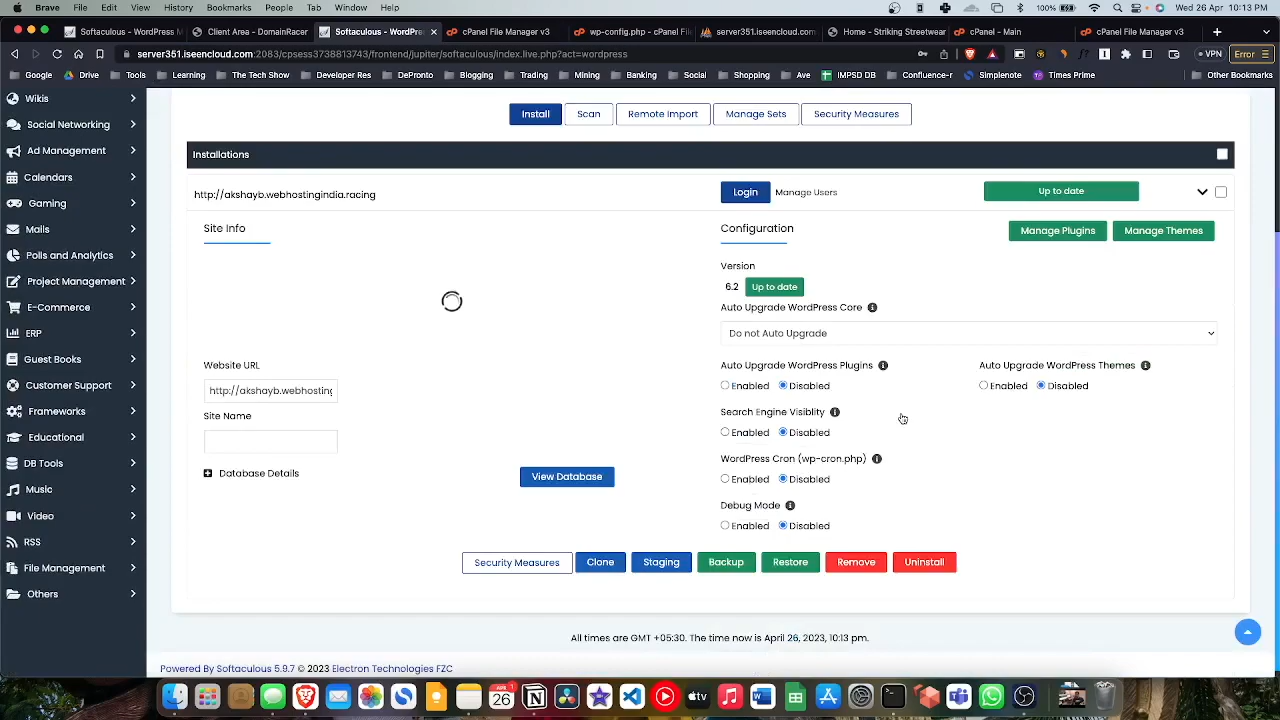 Brave File Edit View History Bookmarks People Tab Window Help
100% Wed 26 Apr 10:13 PM
Softaculous - WordPress M
Client Area - DomainRacer
Softaculous - WordPre
cPanel File Manager v3
wp-config.php - cPanel Fil
server351.iseencloud.com
Home - Striking Streetwear
cPanel - Main
cPanel File Manager v3
server351.iseencloud.com:2083/cpsess3738813743/frontend/jupiter/softaculous/index.live.php?act=wordpress
VPN
Error
Google Drive Tools Learning The Tech Show Developer Res DePronto Blogging Trading Mining Banking Social Shopping Ave IMPSD DB Confluence-r Simplenote Times Prime Other Bookmarks
Wikis
Social Networking
Ad Management
Calendars
Gaming
Mails
Polls and Analytics
Project Management
E-Commerce
ERP
Guest Books
Customer Support
Frameworks
Educational
DB Tools
Music
Video
RSS
File Management
Others
Install Scan Remote Import Manage Sets Security Measures
Installations
http://akshayb.webhostingindia.racing
Login Manage Users Up to date
Site Info
Configuration
Manage Plugins Manage Themes
Version
6.2 Up to date
Auto Upgrade WordPress Core
Do not Auto Upgrade
Website URL
http://akshayb.webhosting
Site Name
Database Details
View Database
Auto Upgrade WordPress Plugins
Enabled Disabled
Auto Upgrade WordPress Themes
Enabled Disabled
Search Engine Visiblity
Enabled Disabled
WordPress Cron (wp-cron.php)
Enabled Disabled
Debug Mode
Enabled Disabled
Security Measures Clone Staging Backup Restore Remove Uninstall
All times are GMT +05:30. The time now is April 26, 2023, 10:13 pm.
Powered By Softaculous 5.9.7 © 2023 Electron Technologies FZC
APR
26
1
tv